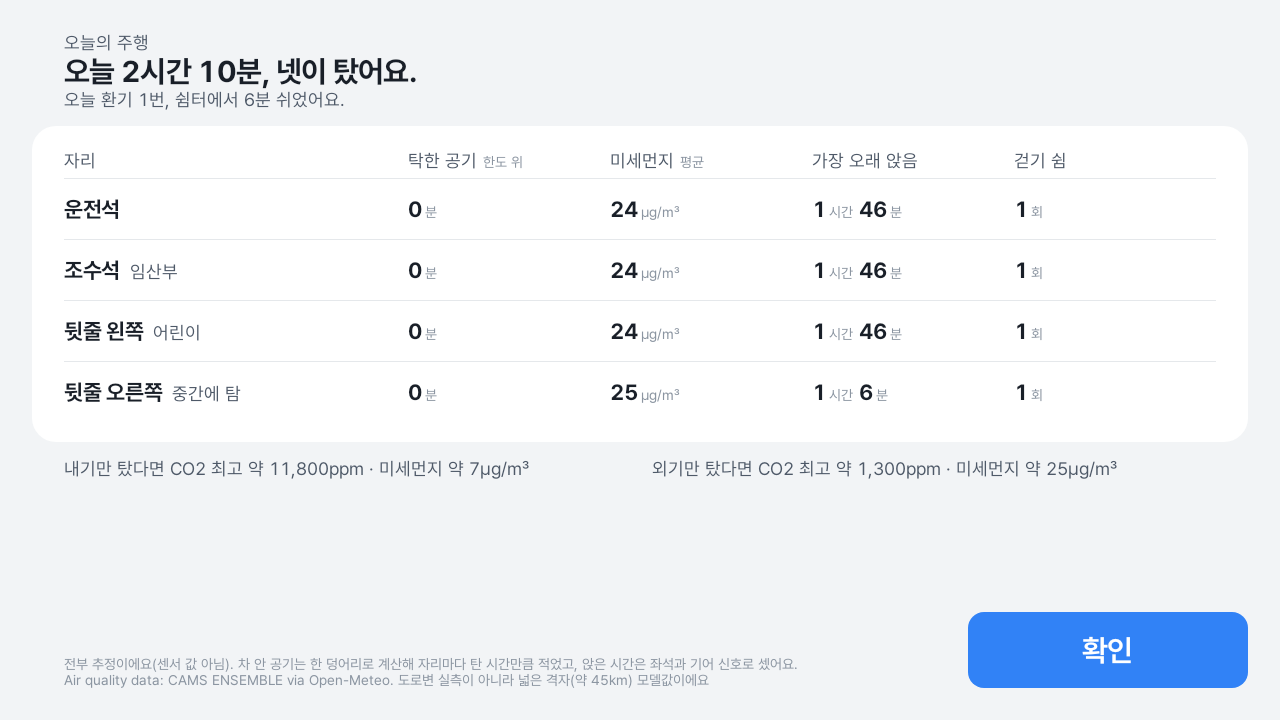 오늘의 주행
오늘 2시간 10분, 넷이 탔어요.
오늘 환기 1번, 쉼터에서 6분 쉬었어요.
자리 탁한 공기 한도 위 미세먼지 평균 가장 오래 앉음 걷기 쉼
운전석 0 분 24 µg/m³ 1 시간 46 분 1 회
조수석 임산부 0 분 24 µg/m³ 1 시간 46 분 1 회
뒷줄 왼쪽 어린이 0 분 24 µg/m³ 1 시간 46 분 1 회
뒷줄 오른쪽 중간에 탐 0 분 25 µg/m³ 1 시간 6 분 1 회
내기만 탔다면 CO2 최고 약 11,800ppm · 미세먼지 약 7µg/m³ 외기만 탔다면 CO2 최고 약 1,300ppm · 미세먼지 약 25µg/m³
확인
전부 추정이에요(센서 값 아님). 차 안 공기는 한 덩어리로 계산해 자리마다 탄 시간만큼 적었고, 앉은 시간은 좌석과 기어 신호로 셌어요.
Air quality data: CAMS ENSEMBLE via Open-Meteo. 도로변 실측이 아니라 넓은 격자(약 45km) 모델값이에요